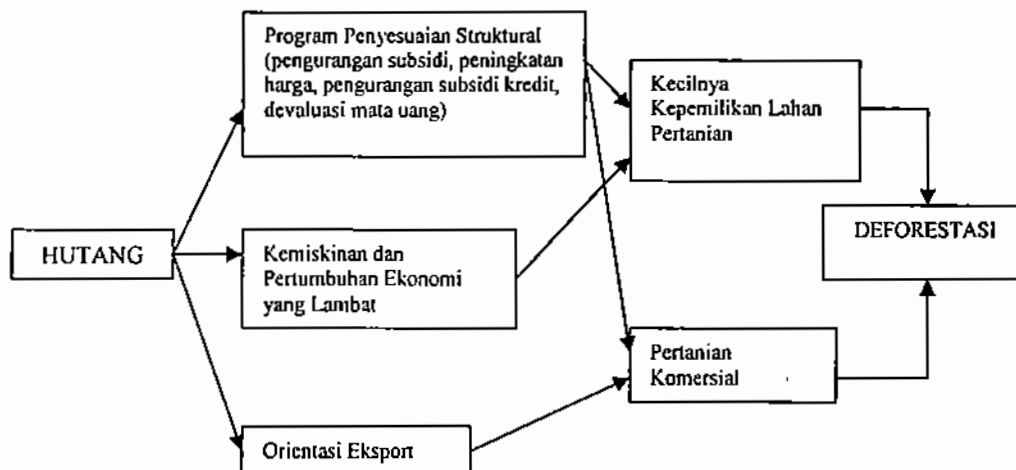 Program Penyesuaian Struktural
(pengurangan subsidi, peningkatan
harga, pengurangan subsidi kredit,
devaluasi mata uang)
Kecilnya
Kepemilikan Lahan
Pertanian
HUTANG
Kemiskinan dan
Pertumbuhan Ekonomi
yang Lambat
DEFORESTASI
Pertanian
Komersial
Orientasi Eksport